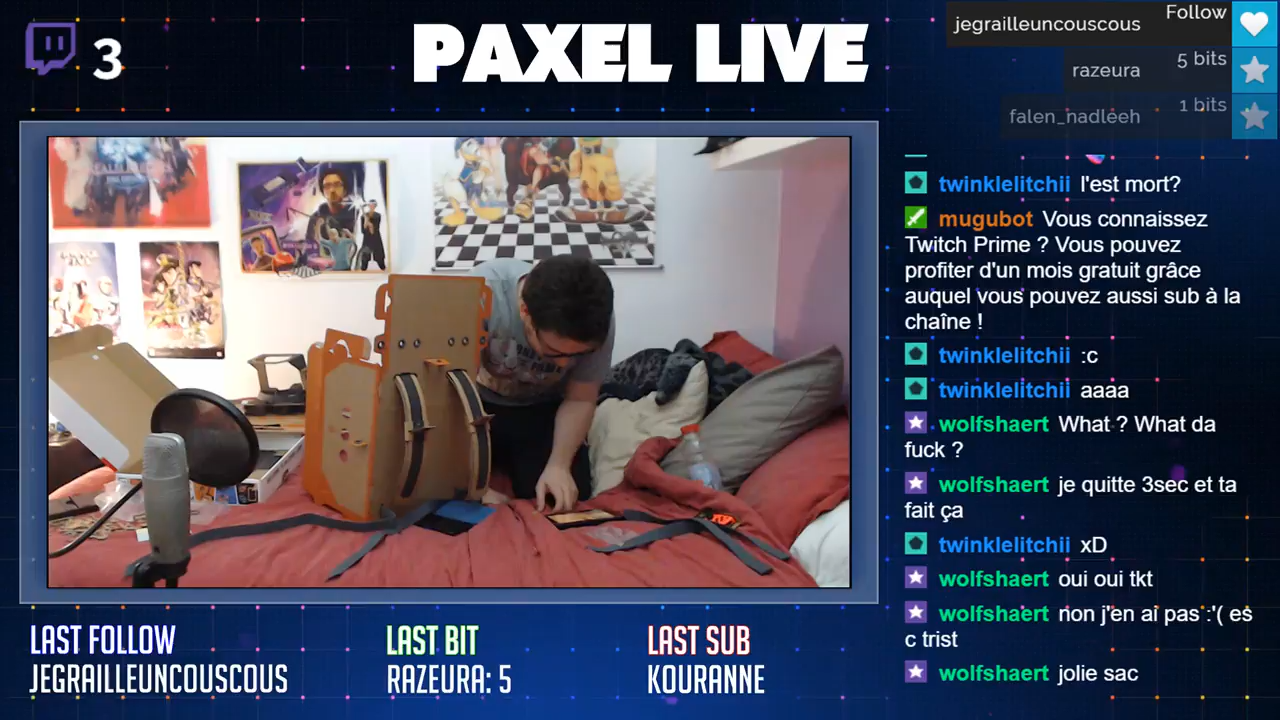 3
PAXEL LIVE
jegrailleuncouscous Follow
razeura 5 bits
falen_nadleeh 1 bits
twinklelitchii l'est mort?
mugubot Vous connaissez
Twitch Prime ? Vous pouvez
profiter d'un mois gratuit grâce
auquel vous pouvez aussi sub à la
chaîne !
twinklelitchii :c
twinklelitchii aaaa
wolfshaert What ? What da
fuck ?
wolfshaert je quitte 3sec et ta
fait ça
twinklelitchii xD
wolfshaert oui oui tkt
wolfshaert non j'en ai pas :'( es
c trist
wolfshaert jolie sac
LAST FOLLOW
JEGRAILLEUNCOUSCOUS
LAST BIT
RAZEURA: 5
LAST SUB
KOURANNE